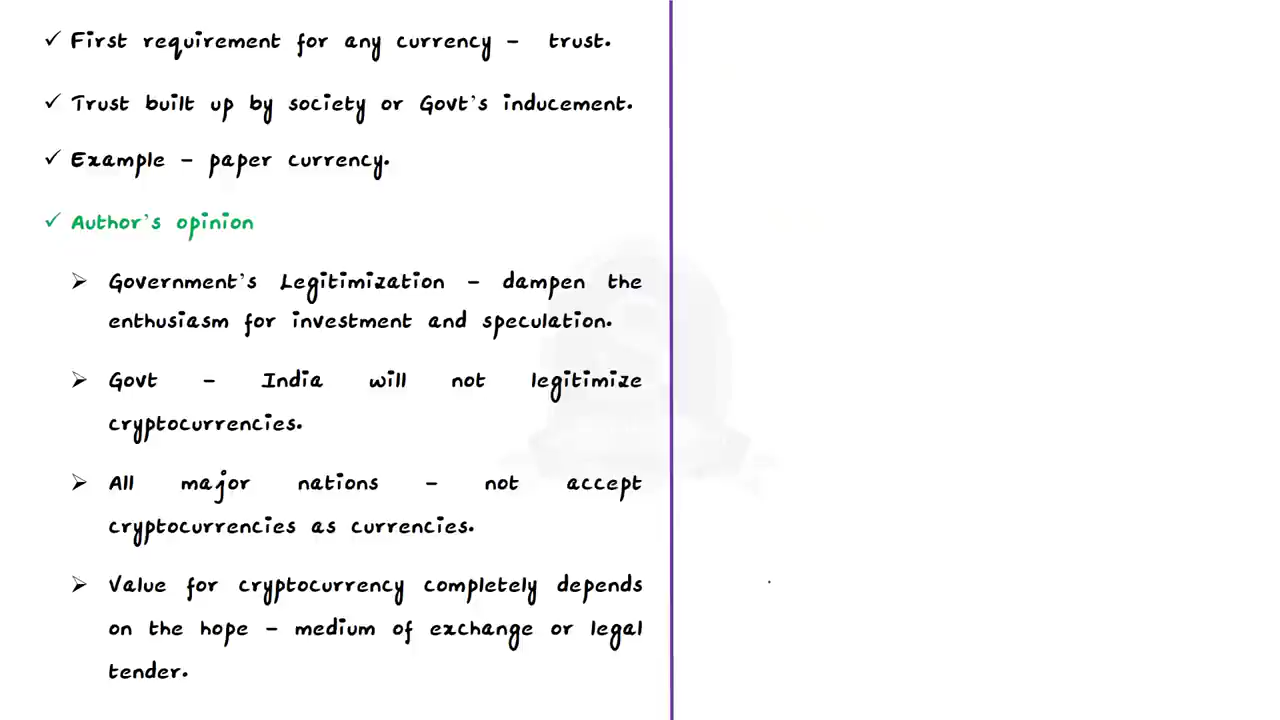 ✓ First requirement for any currency – trust.
✓ Trust built up by society or Govt's inducement.
✓ Example – paper currency.
✓ Author's opinion
➢ Government's Legitimization – dampen the
enthusiasm for investment and speculation.
➢ Govt – India will not legitimize
cryptocurrencies.
➢ All major nations – not accept
cryptocurrencies as currencies.
➢ Value for cryptocurrency completely depends
on the hope – medium of exchange or legal
tender.